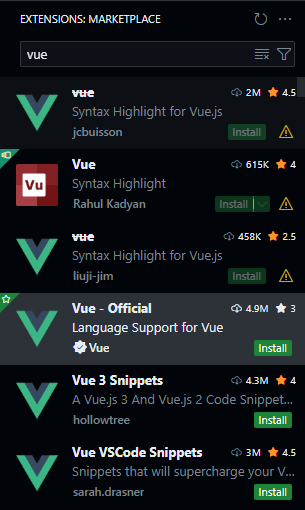 EXTENSIONS: MARKETPLACE
vue
vue 2M 4.5
Syntax Highlight for Vue.js
jcbuisson Install
Vu Vue 615K 4
Syntax Highlight
Rahul Kadyan Install
vue 458K 2.5
Syntax Highlight for Vue.js
liuji-jim Install
Vue - Official 4.9M 3
Language Support for Vue
Vue Install
Vue 3 Snippets 4.3M 4
A Vue.js 3 And Vue.js 2 Code Snippet...
hollowtree Install
Vue VSCode Snippets 3M 4.5
Snippets that will supercharge your V...
sarah.drasner Install